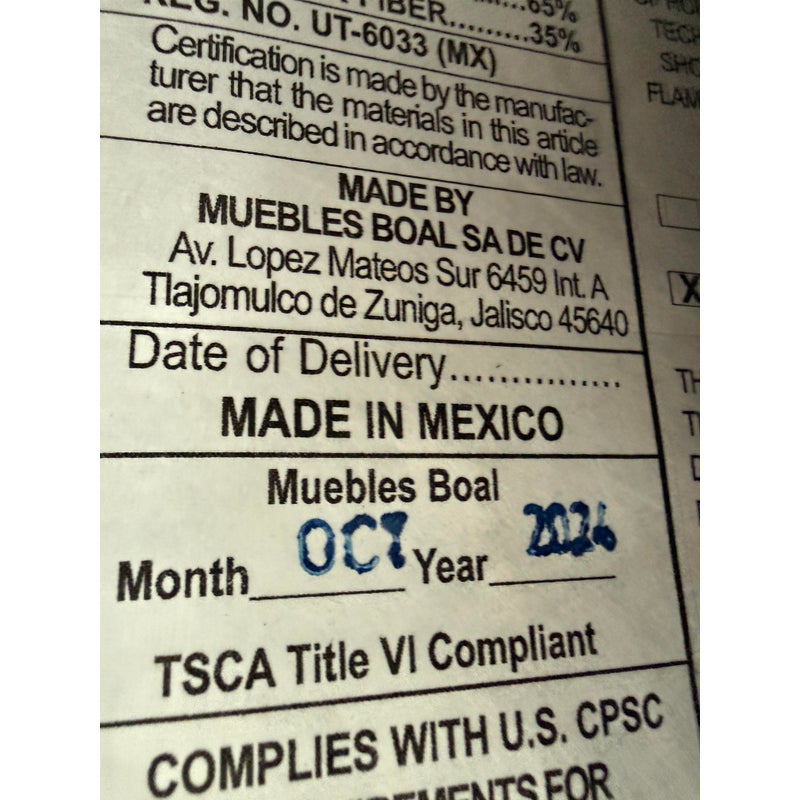 65%
FIBER.........35%
REG. NO. UT-6033 (MX)
Certification is made by the manufac-
turer that the materials in this article
are described in accordance with law.
MADE BY
MUEBLES BOAL SA DE CV
Av. Lopez Mateos Sur 6459 Int. A
Tlajomulco de Zuniga, Jalisco 45640
Date of Delivery...............
MADE IN MEXICO
Muebles Boal
Month OCT Year
TSCA Title VI Compliant
COMPLIES WITH U.S. CPSC
FOR
X